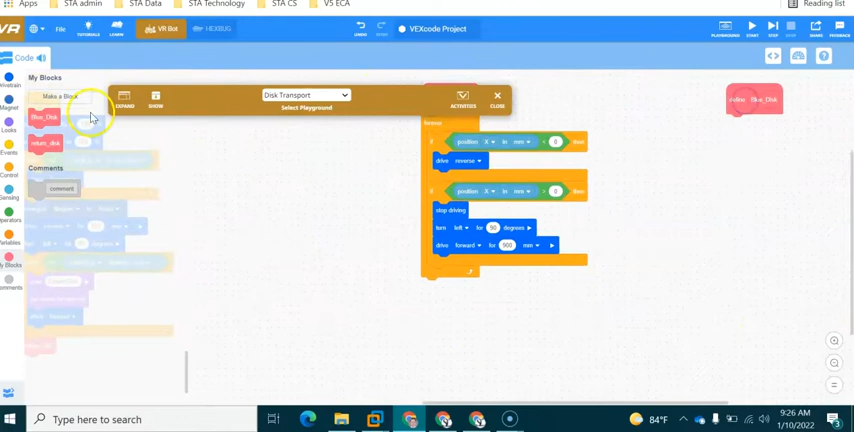 Apps STA admin STA Data STA Technology STA CS V5 ECA Reading list
VR File TUTORIALS LEARN VR Bot HEXBUG UNDO REDO VEXcode Project PLAYGROUND START STEP STOP SHARE FEEDBACK
Code
My Blocks
Make a Block
Blue_Disk
return_disk
Comments
comment
EXPAND SHOW Disk Transport ACTIVITIES CLOSE
Select Playground
Drivetrain
Magnet
Looks
Events
Control
Sensing
Operators
Variables
My Blocks
Comments
define Blue_Disk
forever
if position X in mm < 0 then
drive reverse
if position X in mm > 0 then
stop driving
turn left for 90 degrees
drive forward for 900 mm
Type here to search
84°F
9:26 AM
1/10/2022
3